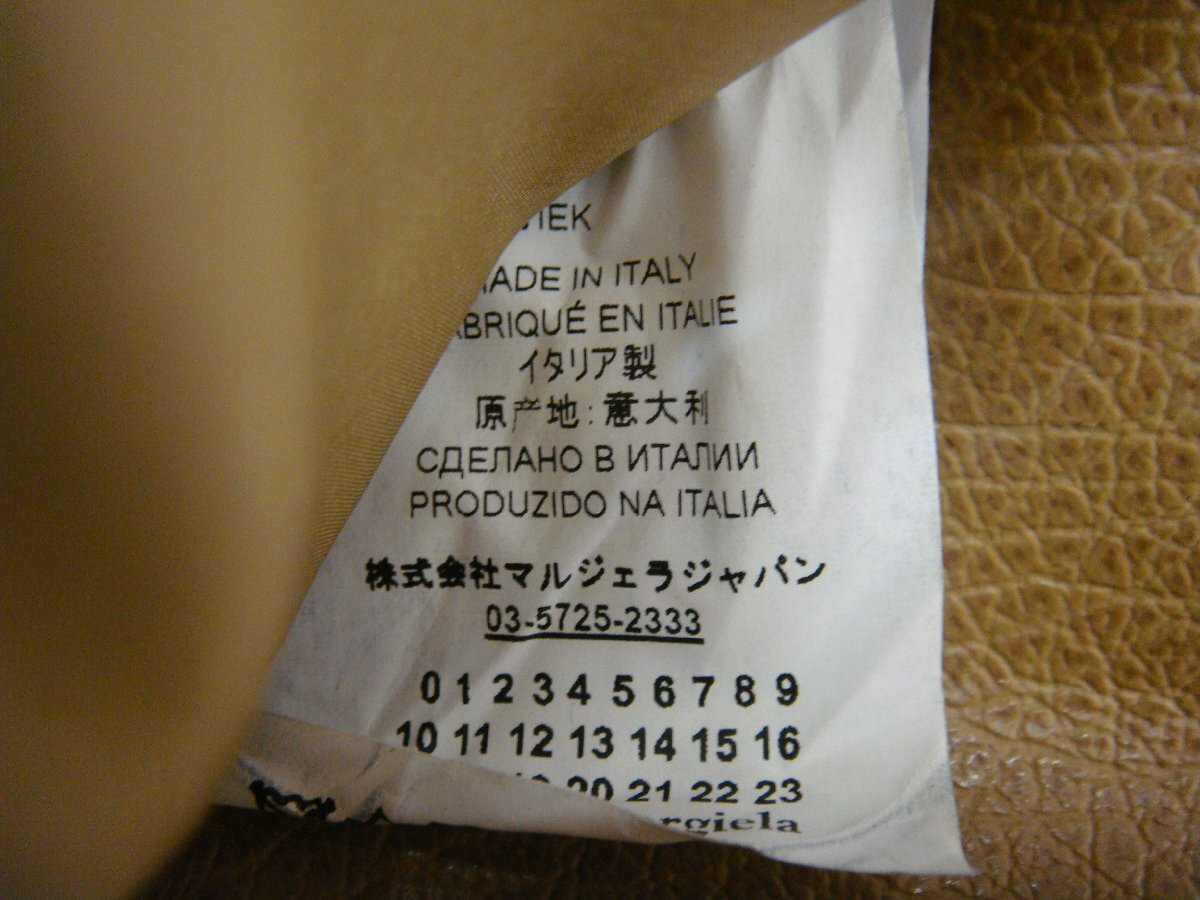 ЛЕК
MADE IN ITALY
FABRIQUÉ EN ITALIE
イタリア製
原产地:意大利
СДЕЛАНО В ИТАЛИИ
PRODUZIDO NA ITALIA
株式会社マルジェラジャパン
03-5725-2333
0 1 2 3 4 5 6 7 8 9
10 11 12 13 14 15 16
20 21 22 23
rgiela